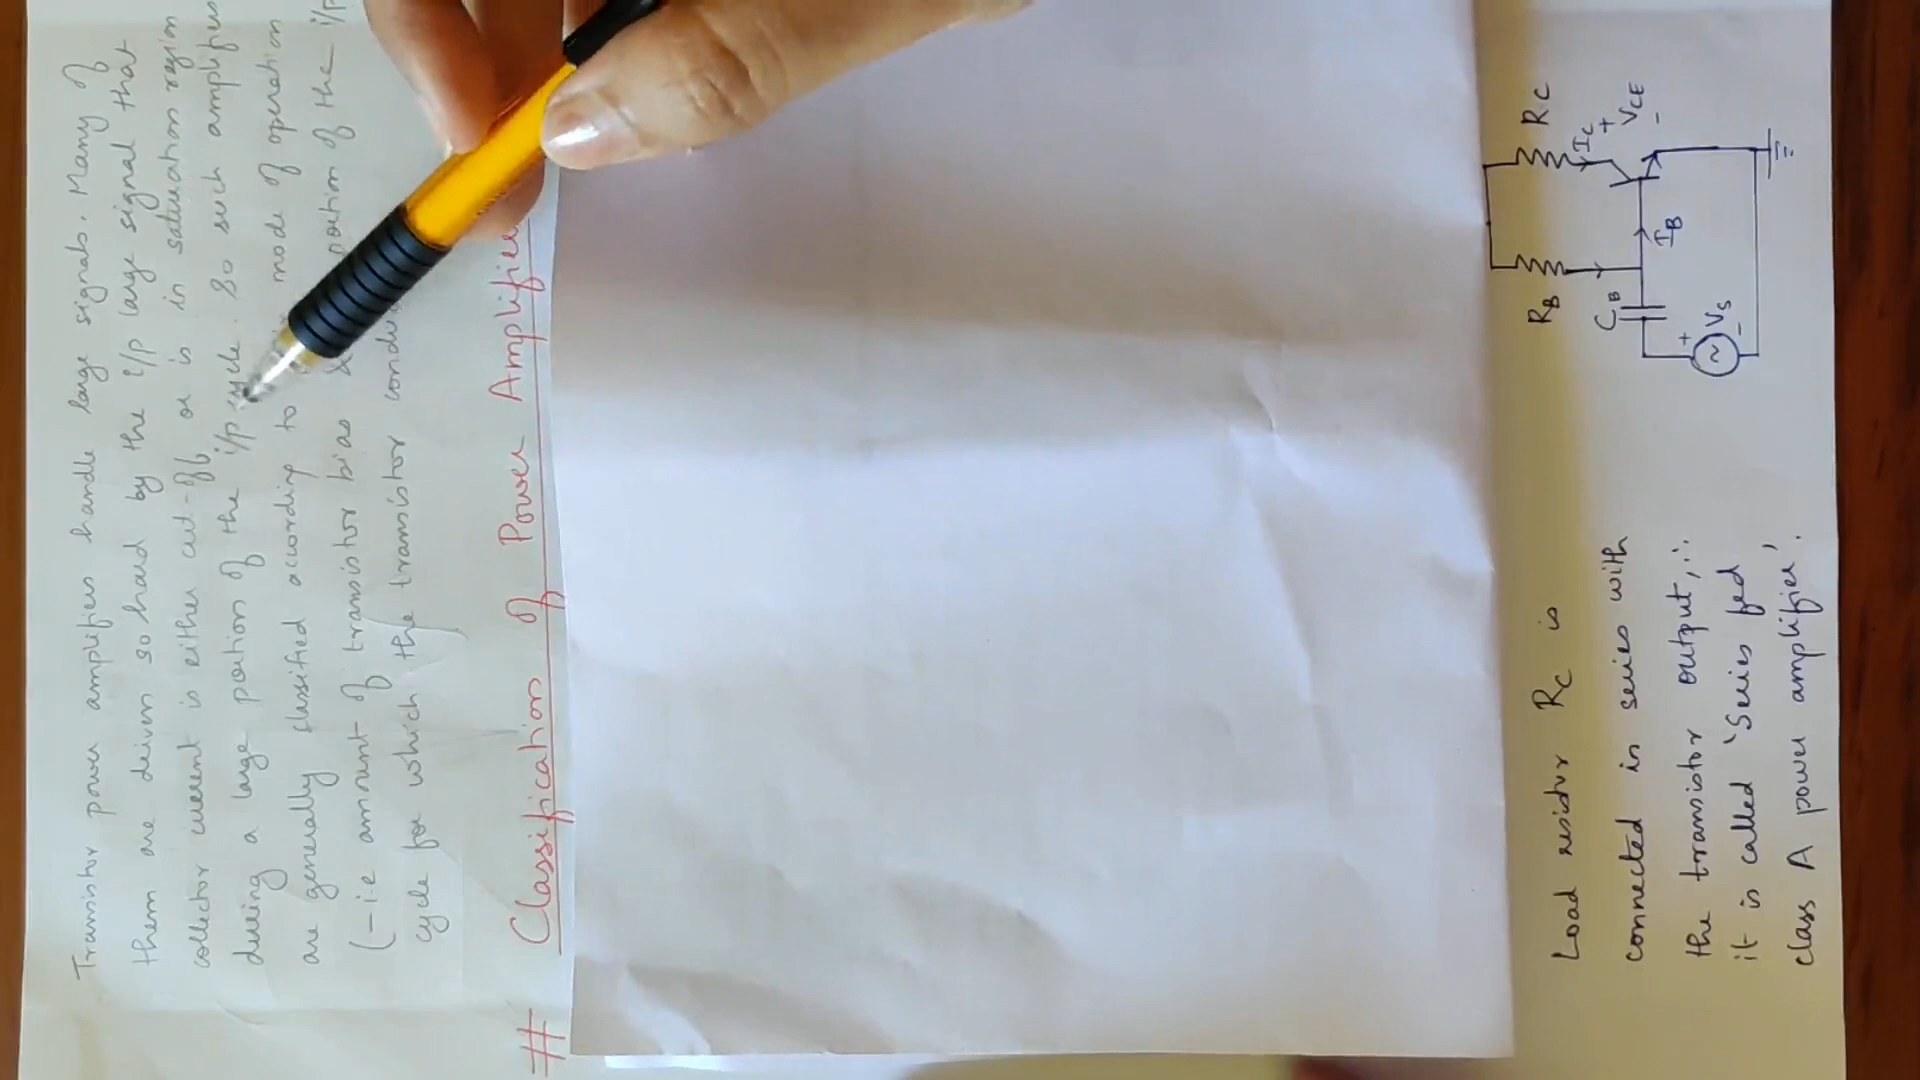 Transistor power amplifiers handle large signals. Many of
them are driven so hard by the i/p large signal that
collector current is either cut-off or is in saturation region
during a large portion of the i/p cycle. So such amplifiers
are generally classified according to mode of operation
(-i.e amount of transistor bias & portion of the i/p
cycle for which the transistor
# Classification of Power Amplifie
RB
RC
CB
IC
+
VCE
-
IB
+
VS
-
~
Load resistor RC is
connected in series with
the transistor output, ∴
it is called 'Series fed
class A power amplifier'.